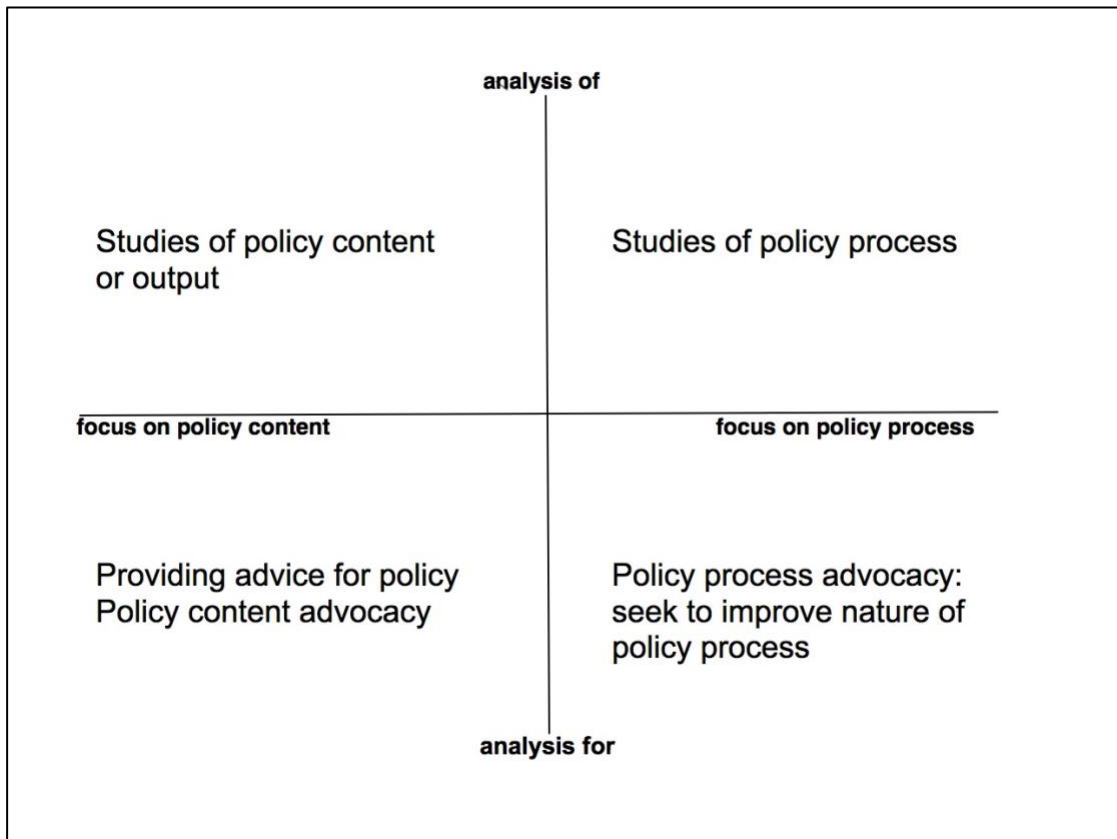 analysis of
Studies of policy content
or output
Studies of policy process
focus on policy content
focus on policy process
Providing advice for policy
Policy content advocacy
Policy process advocacy:
seek to improve nature of
policy process
analysis for